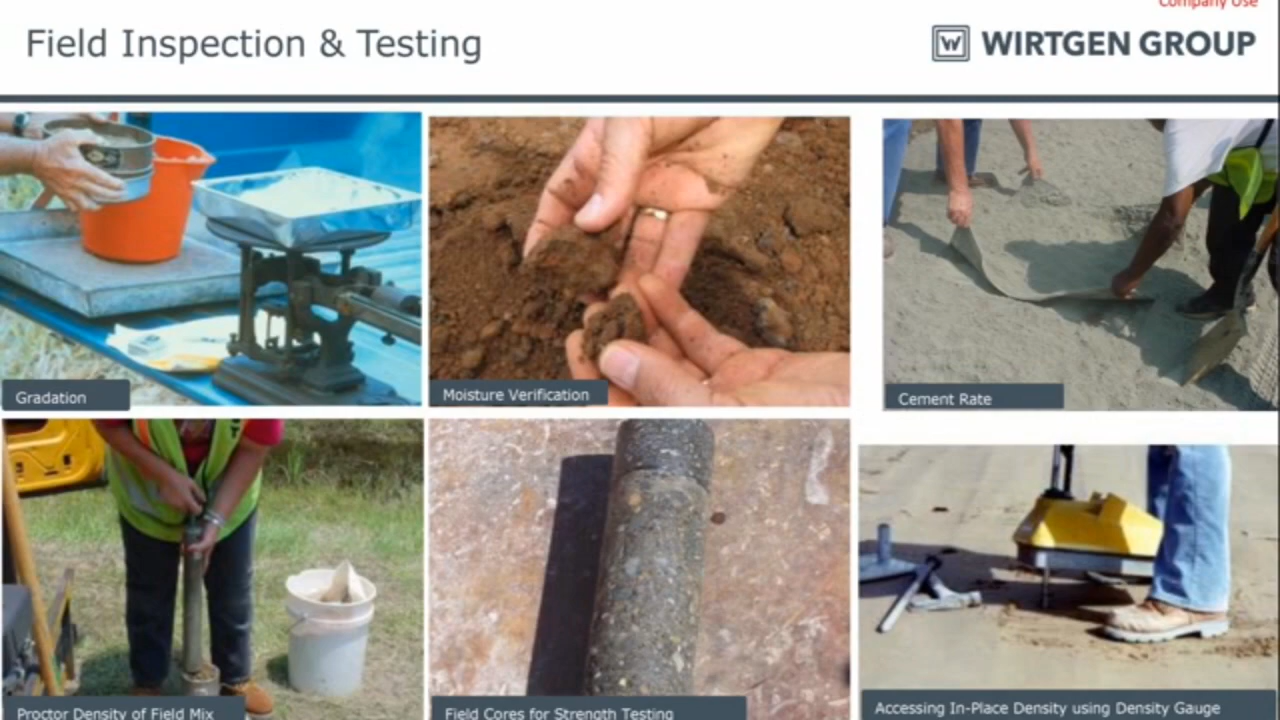 Company Use
Field Inspection & Testing
W WIRTGEN GROUP
Gradation
Moisture Verification
Cement Rate
Proctor Density of Field Mix
Field Cores for Strength Testing
Accessing In-Place Density using Density Gauge